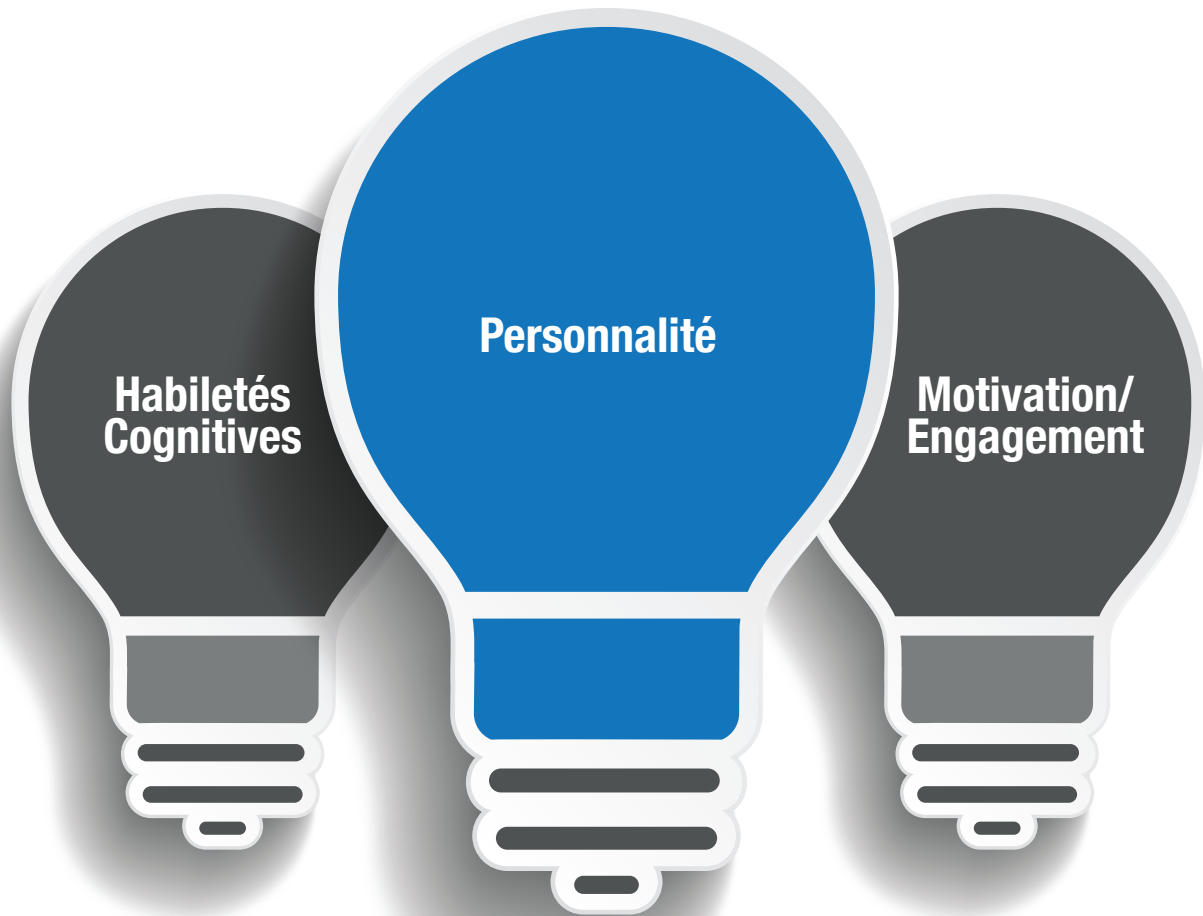 Habiletés
Cognitives
Personnalité
Motivation/
Engagement